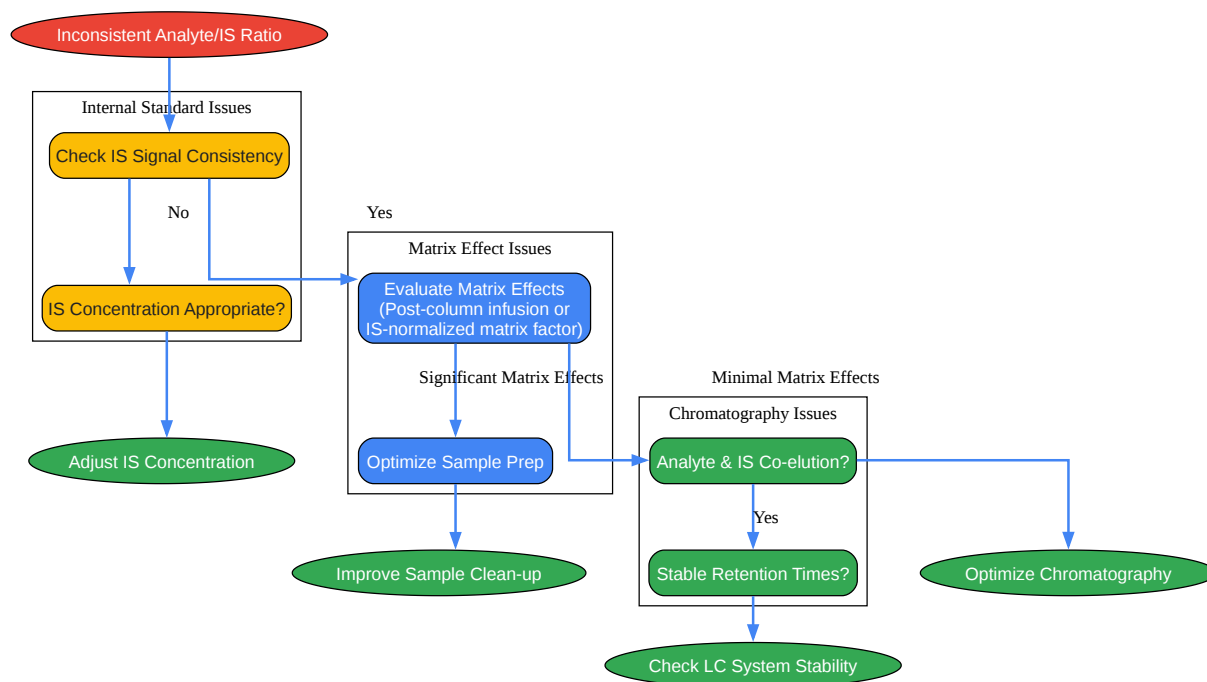 Inconsistent Analyte/IS Ratio
Internal Standard Issues
Check IS Signal Consistency
No
Yes
Matrix Effect Issues
IS Concentration Appropriate?
Evaluate Matrix Effects
(Post-column infusion or
IS-normalized matrix factor)
Significant Matrix Effects
Minimal Matrix Effects
Chromatography Issues
Adjust IS Concentration
Optimize Sample Prep
Analyte & IS Co-elution?
Yes
Improve Sample Clean-up
Stable Retention Times?
Optimize Chromatography
Check LC System Stability